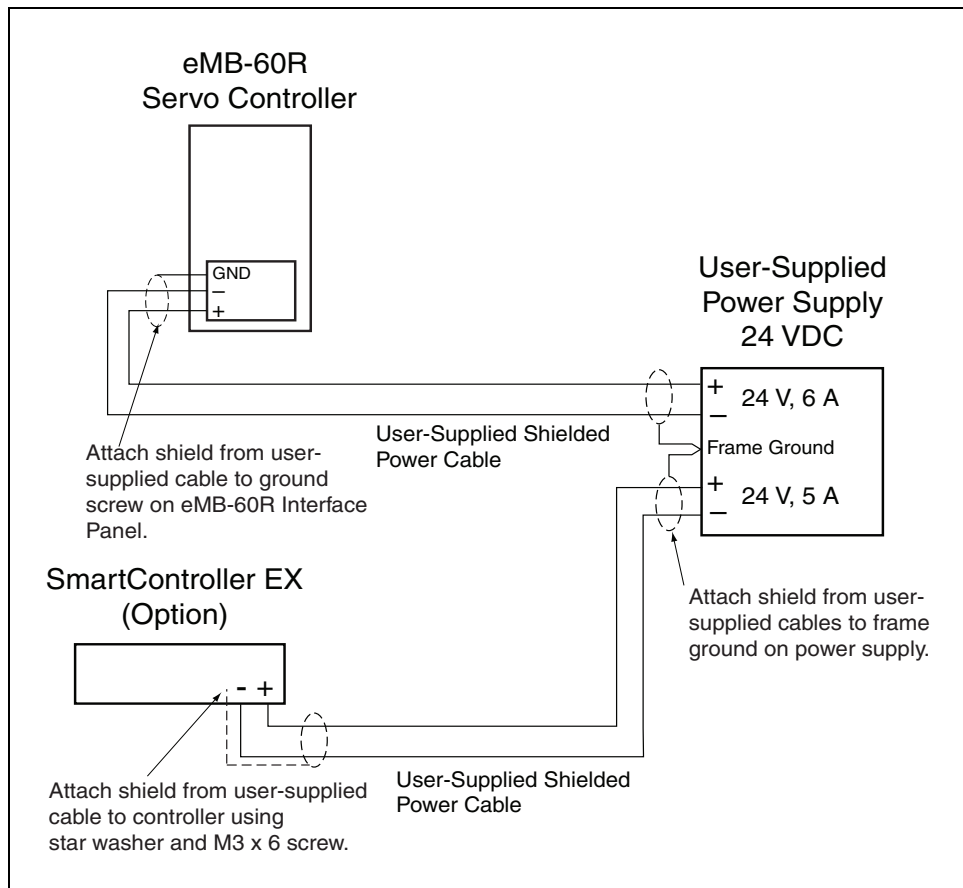 eMB-60R
Servo Controller
GND
–
+
User-Supplied
Power Supply
24 VDC
+ 24 V, 6 A
–
Frame Ground
+ 24 V, 5 A
–
User-Supplied Shielded
Power Cable
Attach shield from user-
supplied cable to ground
screw on eMB-60R Interface
Panel.
SmartController EX
(Option)
- +
Attach shield from user-
supplied cables to frame
ground on power supply.
User-Supplied Shielded
Power Cable
Attach shield from user-supplied
cable to controller using
star washer and M3 x 6 screw.